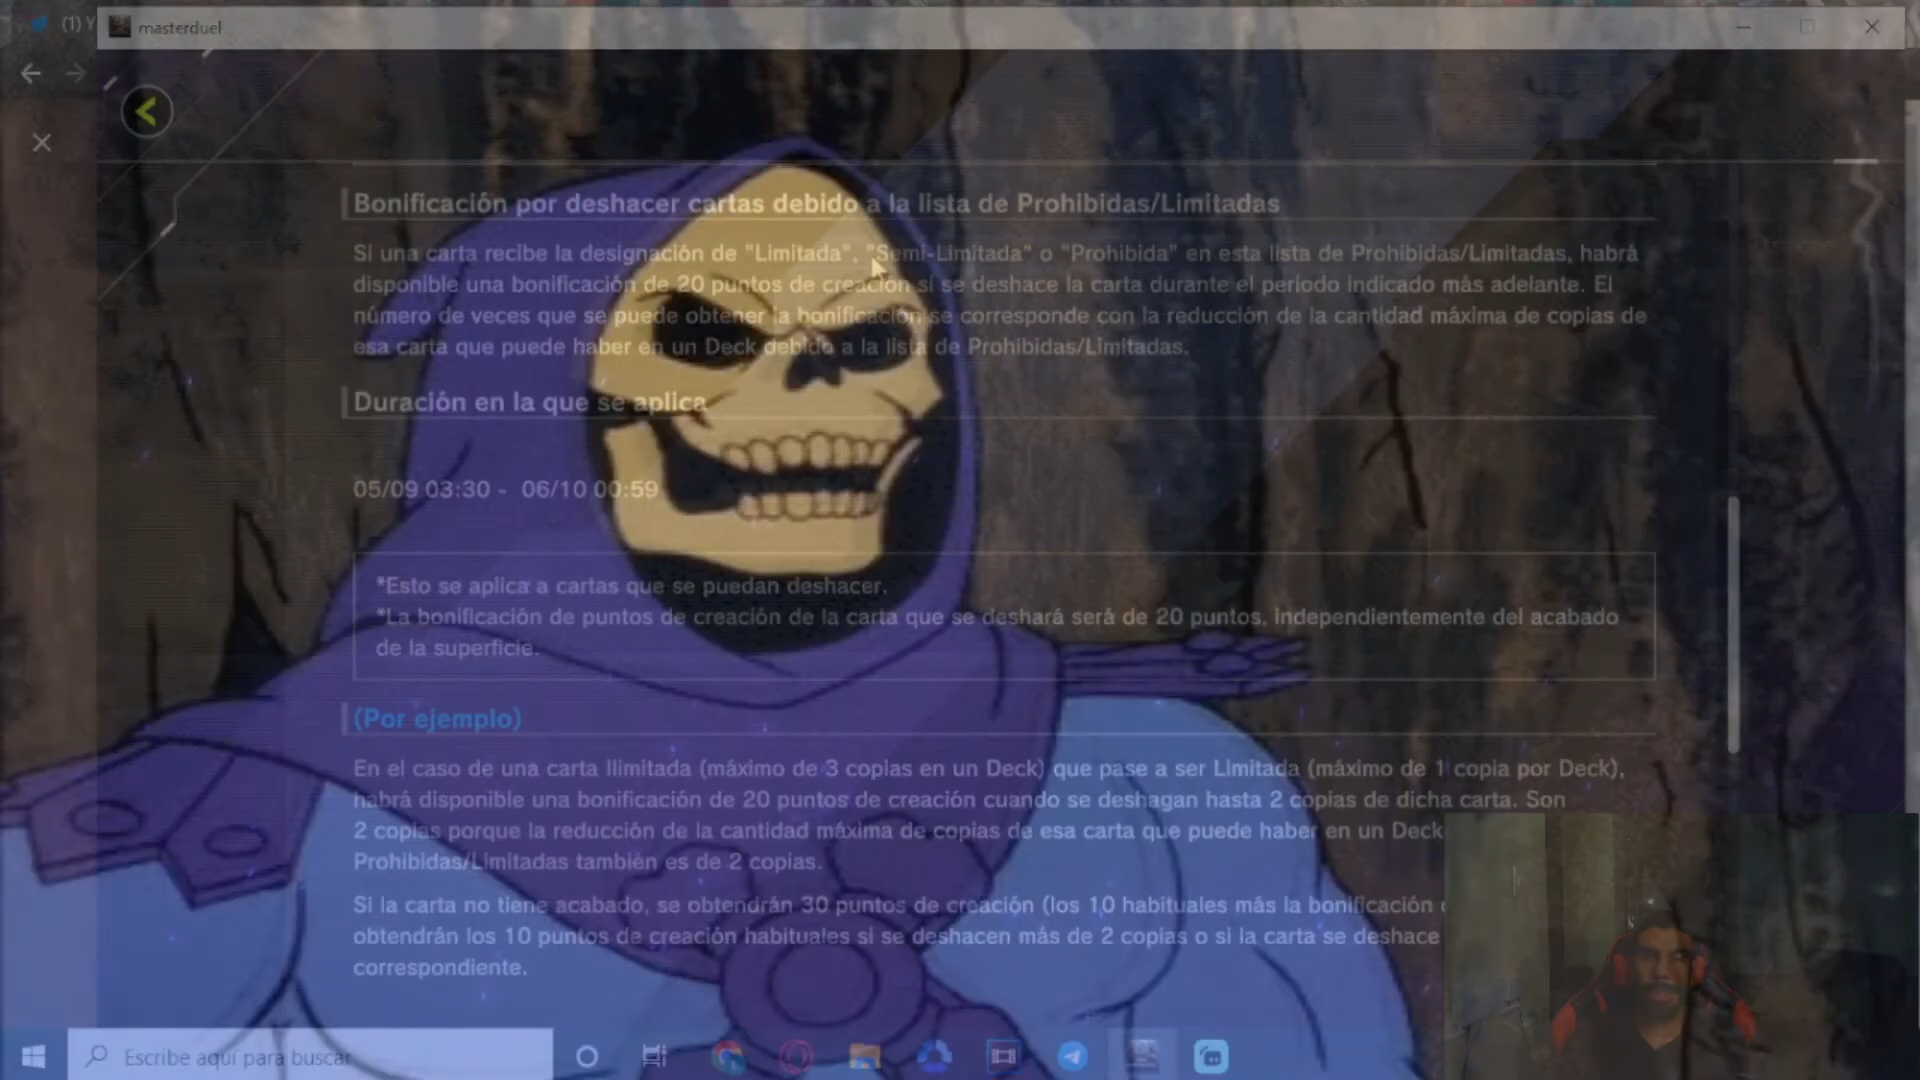 (1) Y
masterduel
Bonificación por deshacer cartas debido a la lista de Prohibidas/Limitadas
Si una carta recibe la designación de "Limitada", "Semi-Limitada" o "Prohibida" en esta lista de Prohibidas/Limitadas, habrá
disponible una bonificación de 20 puntos de creación si se deshace la carta durante el periodo indicado más adelante. El
número de veces que se puede obtener la bonificación se corresponde con la reducción de la cantidad máxima de copias de
esa carta que puede haber en un Deck debido a la lista de Prohibidas/Limitadas.
Duración en la que se aplica
05/09 03:30 - 06/10 00:59
*Esto se aplica a cartas que se puedan deshacer.
*La bonificación de puntos de creación de la carta que se deshará será de 20 puntos, independientemente del acabado
de la superficie.
(Por ejemplo)
En el caso de una carta Ilimitada (máximo de 3 copias en un Deck) que pase a ser Limitada (máximo de 1 copia por Deck),
habrá disponible una bonificación de 20 puntos de creación cuando se deshagan hasta 2 copias de dicha carta. Son
2 copias porque la reducción de la cantidad máxima de copias de esa carta que puede haber en un Deck
Prohibidas/Limitadas también es de 2 copias.
Si la carta no tiene acabado, se obtendrán 30 puntos de creación (los 10 habituales más la bonificación
obtendrán los 10 puntos de creación habituales si se deshacen más de 2 copias o si la carta se deshace
correspondiente.
Escribe aquí para buscar